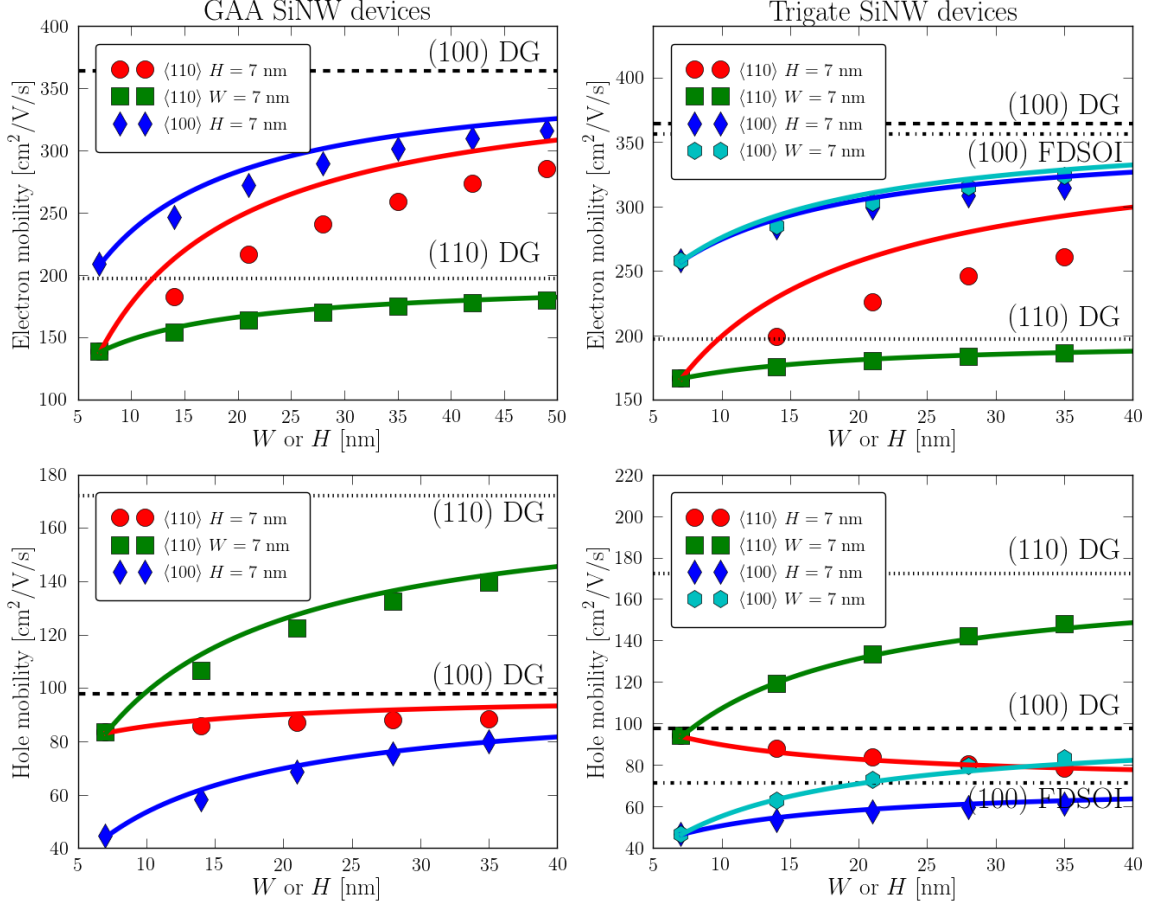 GAA SiNW devices
Electron mobility [cm²/V/s]
400
350
300
250
200
150
100
⟨110⟩ H = 7 nm
⟨110⟩ W = 7 nm
⟨100⟩ H = 7 nm
(100) DG
(110) DG
5 10 15 20 25 30 35 40 45 50
W or H [nm]
Trigate SiNW devices
Electron mobility [cm²/V/s]
400
350
300
250
200
150
⟨110⟩ H = 7 nm
⟨110⟩ W = 7 nm
⟨100⟩ H = 7 nm
⟨100⟩ W = 7 nm
(100) DG
(100) FDSOI
(110) DG
5 10 15 20 25 30 35 40
W or H [nm]
Hole mobility [cm²/V/s]
180
160
140
120
100
80
60
40
⟨110⟩ H = 7 nm
⟨110⟩ W = 7 nm
⟨100⟩ H = 7 nm
(110) DG
(100) DG
5 10 15 20 25 30 35 40
W or H [nm]
Hole mobility [cm²/V/s]
220
200
180
160
140
120
100
80
60
40
⟨110⟩ H = 7 nm
⟨110⟩ W = 7 nm
⟨100⟩ H = 7 nm
⟨100⟩ W = 7 nm
(110) DG
(100) DG
(100) FDSOI
5 10 15 20 25 30 35 40
W or H [nm]